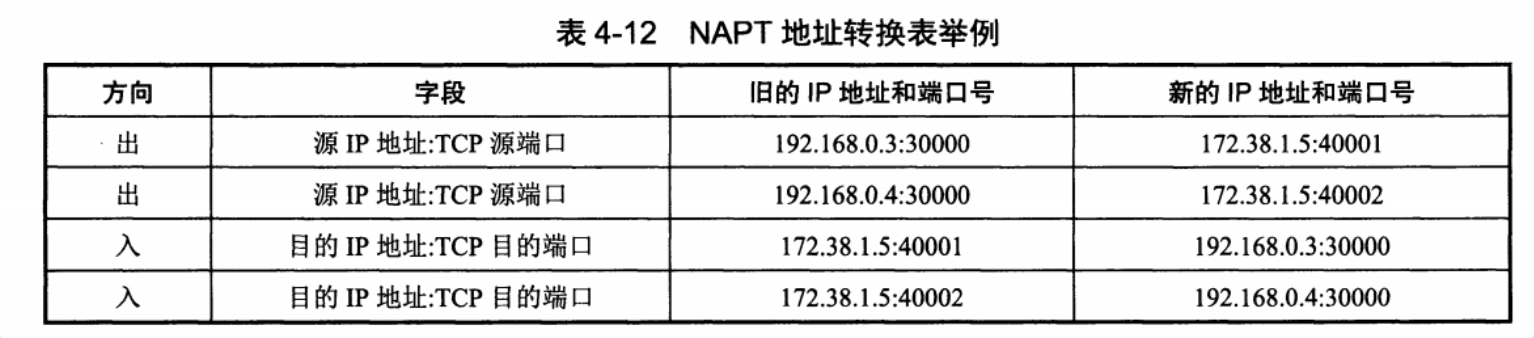 表 4-12 NAPT 地址转换表举例
方向 字段 旧的 IP 地址和端口号 新的 IP 地址和端口号
出 源 IP 地址:TCP 源端口 192.168.0.3:30000 172.38.1.5:40001
出 源 IP 地址:TCP 源端口 192.168.0.4:30000 172.38.1.5:40002
入 目的 IP 地址:TCP 目的端口 172.38.1.5:40001 192.168.0.3:30000
入 目的 IP 地址:TCP 目的端口 172.38.1.5:40002 192.168.0.4:30000